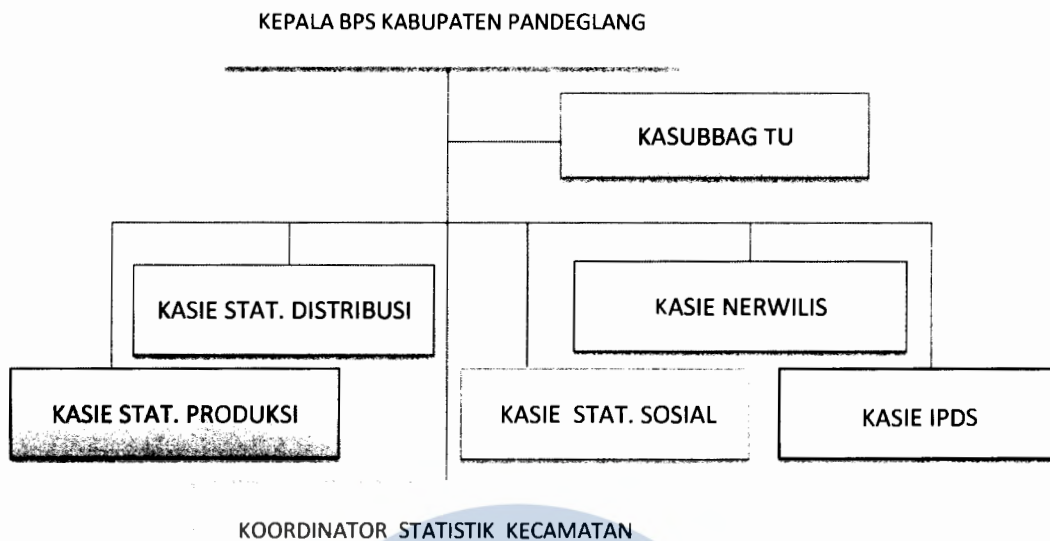 KEPALA BPS KABUPATEN PANDEGLANG
KASUBBAG TU
KASIE STAT. DISTRIBUSI
KASIE NERWILIS
KASIE STAT. PRODUKSI
KASIE STAT. SOSIAL
KASIE IPDS
KOORDINATOR STATISTIK KECAMATAN